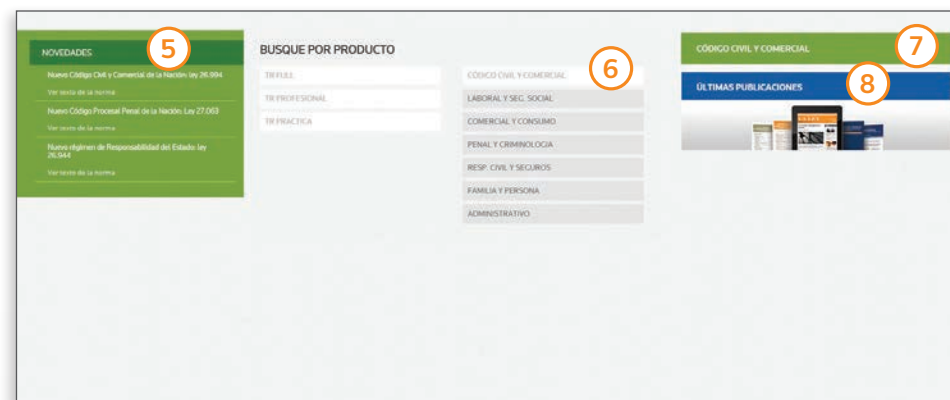 NOVEDADES
5
Nuevo Código Civil y Comercial de la Nación: ley 26.994
Ver texto de la norma
Nuevo Código Procesal Penal de la Nación: Ley 27.063
Ver texto de la norma
Nuevo régimen de Responsabilidad del Estado: ley
26.944
Ver texto de la norma
BUSQUE POR PRODUCTO
TR FULL
TR PROFESIONAL
TR PRACTICA
CÓDIGO CIVIL Y COMERCIAL
6
LABORAL Y SEG. SOCIAL
COMERCIAL Y CONSUMO
PENAL Y CRIMINOLOGIA
RESP. CIVIL Y SEGUROS
FAMILIA Y PERSONA
ADMINISTRATIVO
CÓDIGO CIVIL Y COMERCIAL
7
ÚLTIMAS PUBLICACIONES
8